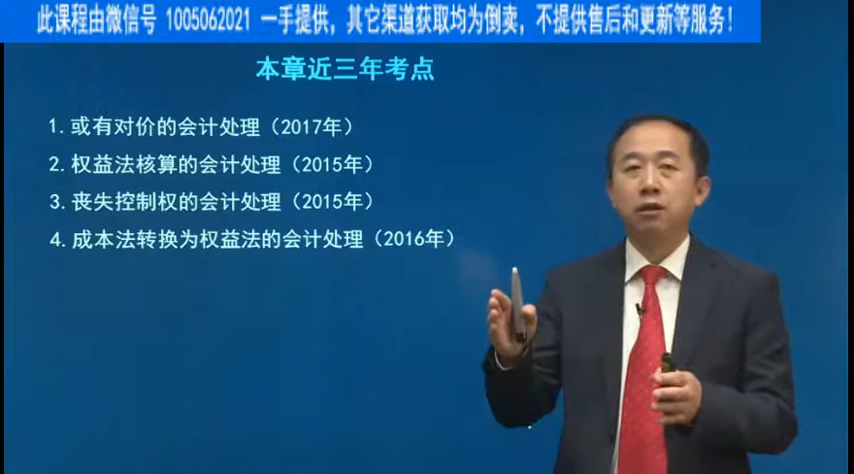 此课程由微信号 1005062021 一手提供，其它渠道获取均为倒卖，不提供售后和更新等服务！
本章近三年考点
1.或有对价的会计处理（2017年）
2.权益法核算的会计处理（2015年）
3.丧失控制权的会计处理（2015年）
4.成本法转换为权益法的会计处理（2016年）